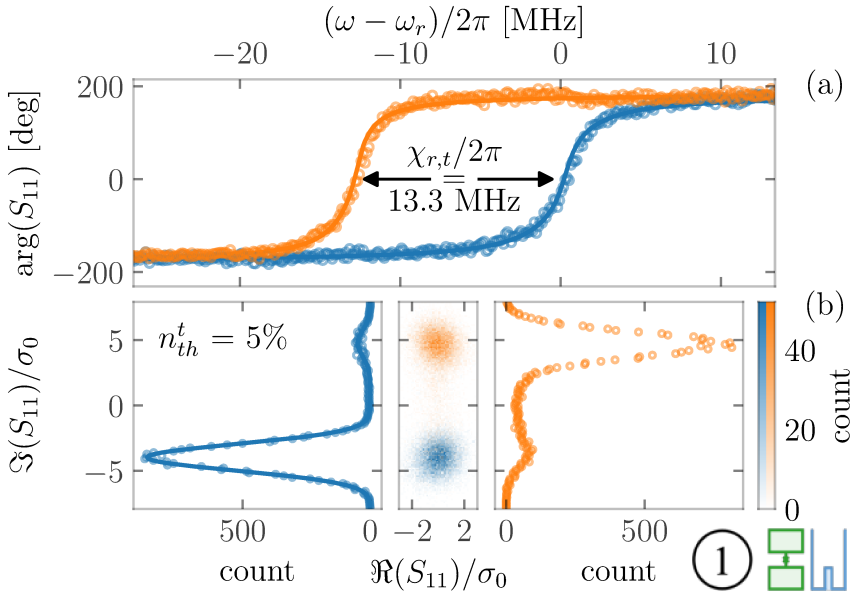 (ω − ω_r)/2π [MHz]
−20 −10 0 10
(a)
arg(S_11) [deg]
200
0
−200
χ_{r,t}/2π
=
13.3 MHz
(b)
ℑ(S_11)/σ_0
5
0
−5
n^t_{th} = 5%
500 0
count
−2 2
ℜ(S_11)/σ_0
0 500
count
40
20
0
count
1